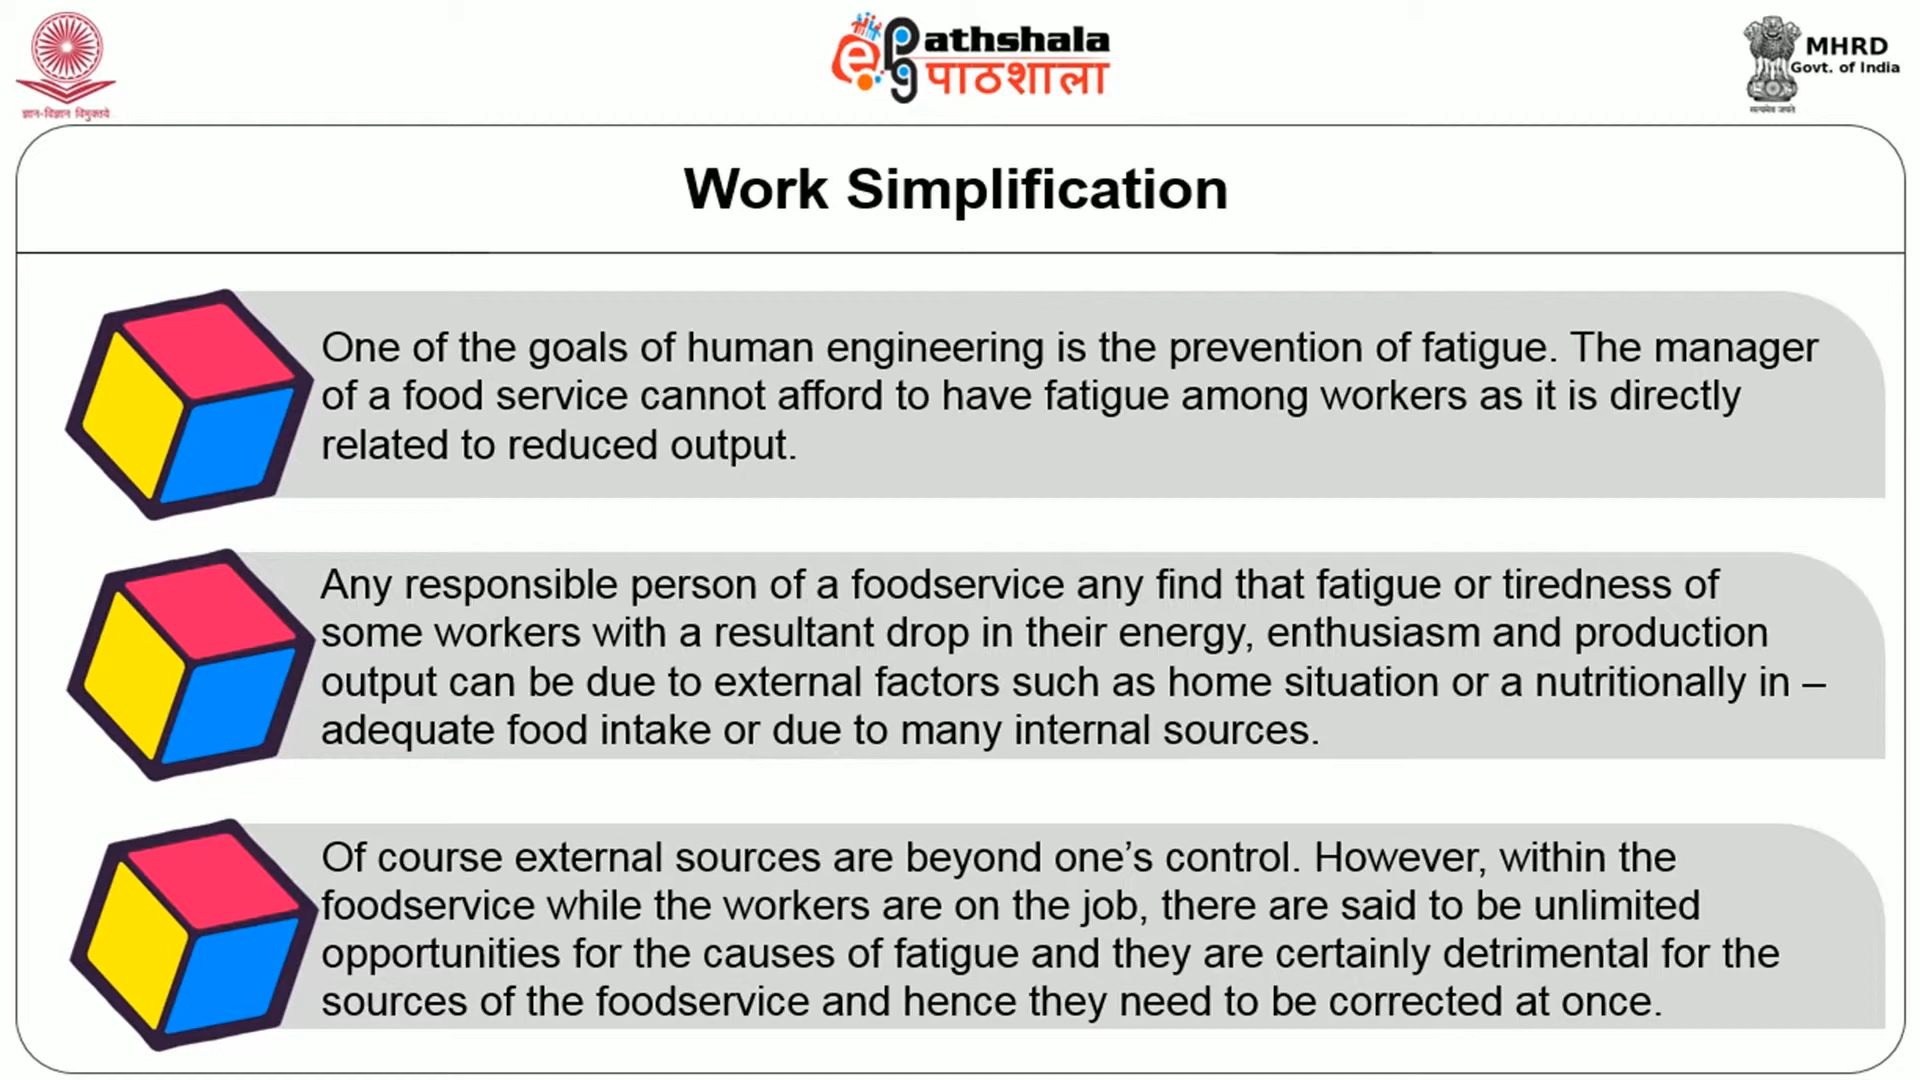 ज्ञान-विज्ञान विमुक्तये
e
pg
athshala
पाठशाला
MHRD
Govt. of India
सत्यमेव जयते
Work Simplification
One of the goals of human engineering is the prevention of fatigue. The manager
of a food service cannot afford to have fatigue among workers as it is directly
related to reduced output.
Any responsible person of a foodservice any find that fatigue or tiredness of
some workers with a resultant drop in their energy, enthusiasm and production
output can be due to external factors such as home situation or a nutritionally in –
adequate food intake or due to many internal sources.
Of course external sources are beyond one’s control. However, within the
foodservice while the workers are on the job, there are said to be unlimited
opportunities for the causes of fatigue and they are certainly detrimental for the
sources of the foodservice and hence they need to be corrected at once.